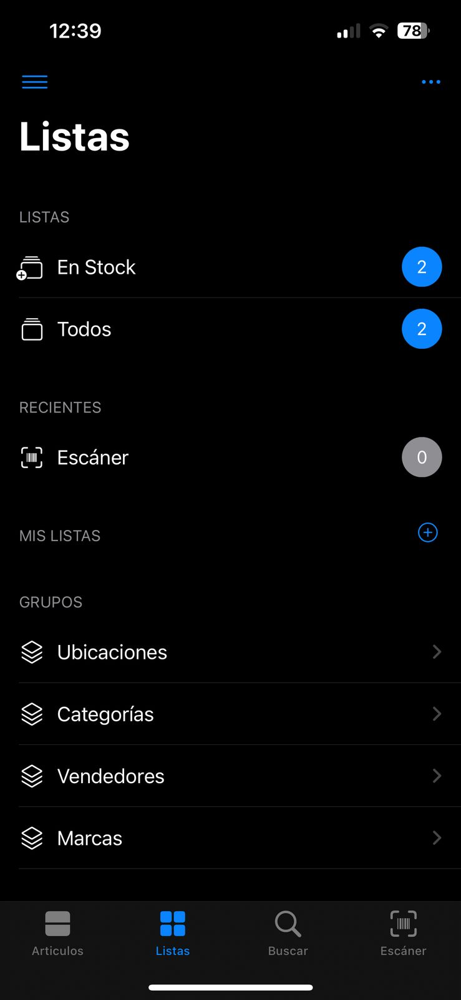 12:39
78
Listas
LISTAS
En Stock
2
Todos
2
RECIENTES
Escáner
0
MIS LISTAS
GRUPOS
Ubicaciones
Categorías
Vendedores
Marcas
Articulos
Listas
Buscar
Escáner